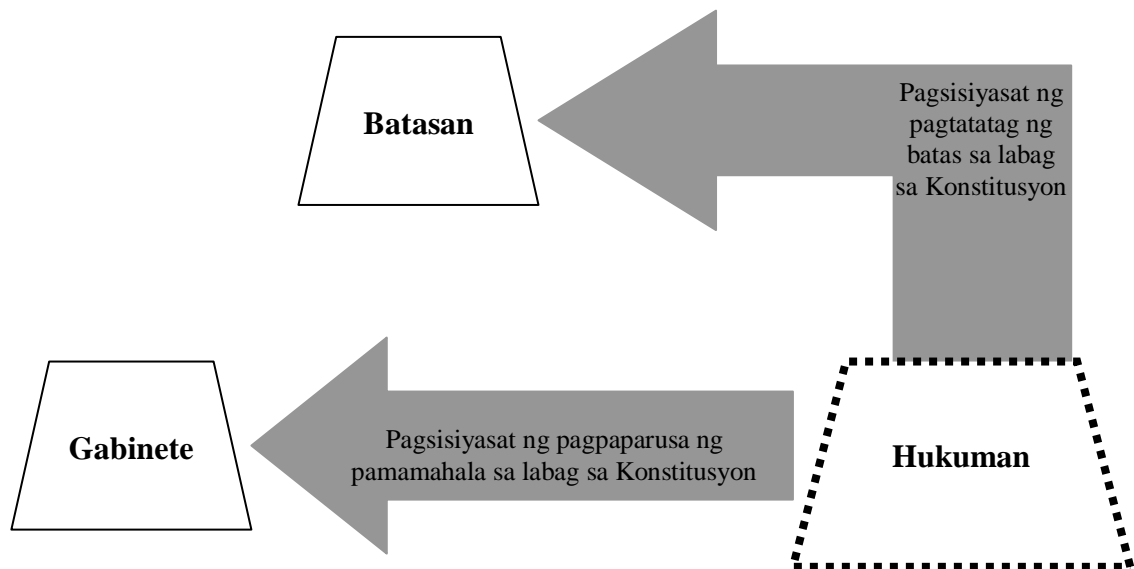 Batasan
Pagsisiyasat ng
pagtatatag ng
batas sa labag
sa Konstitusyon
Gabinete
Pagsisiyasat ng pagpaparusa ng
pamamahala sa labag sa Konstitusyon
Hukuman